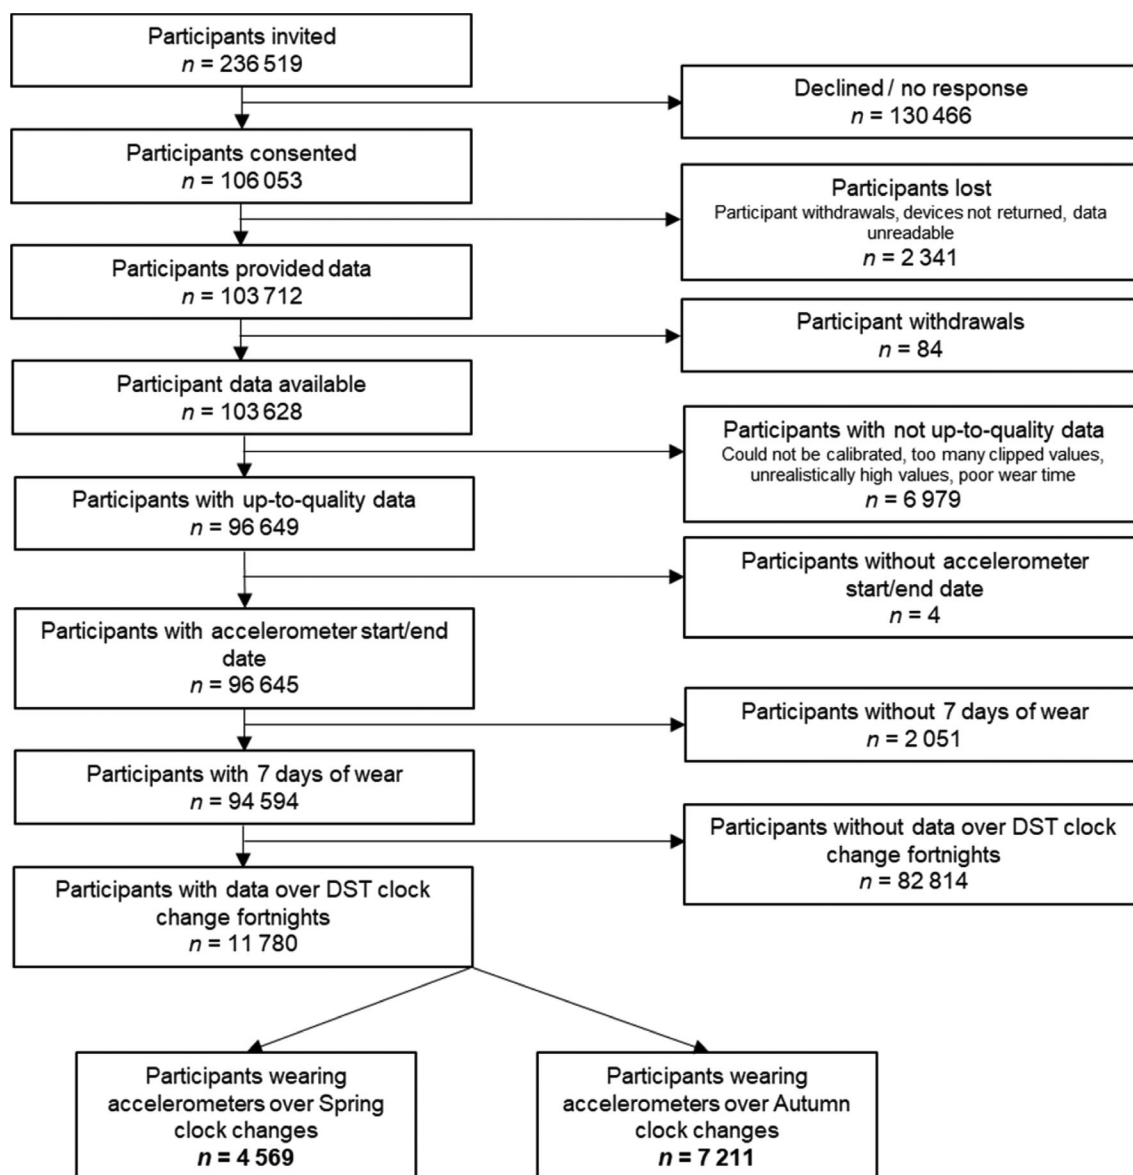 Participants invited
n = 236 519
Declined / no response
n = 130 466
Participants consented
n = 106 053
Participants lost
Participant withdrawals, devices not returned, data
unreadable
n = 2 341
Participants provided data
n = 103 712
Participant withdrawals
n = 84
Participant data available
n = 103 628
Participants with not up-to-quality data
Could not be calibrated, too many clipped values,
unrealistically high values, poor wear time
n = 6 979
Participants with up-to-quality data
n = 96 649
Participants without accelerometer
start/end date
n = 4
Participants with accelerometer start/end
date
n = 96 645
Participants without 7 days of wear
n = 2 051
Participants with 7 days of wear
n = 94 594
Participants without data over DST clock
change fortnights
n = 82 814
Participants with data over DST clock
change fortnights
n = 11 780
Participants wearing
accelerometers over Spring
clock changes
n = 4 569
Participants wearing
accelerometers over Autumn
clock changes
n = 7 211